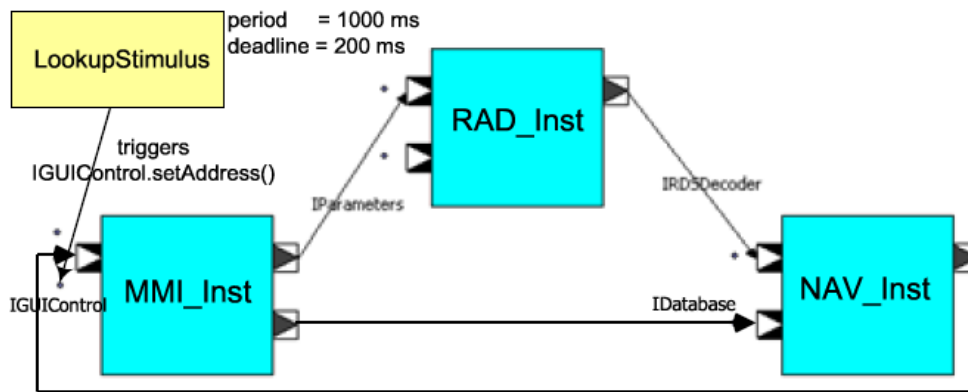 period = 1000 ms
deadline = 200 ms
LookupStimulus
RAD_Inst
triggers
IGUIControl.setAddress()
IParameters
IRDSDecoder
MMI_Inst
NAV_Inst
IGUIControl
IDatabase